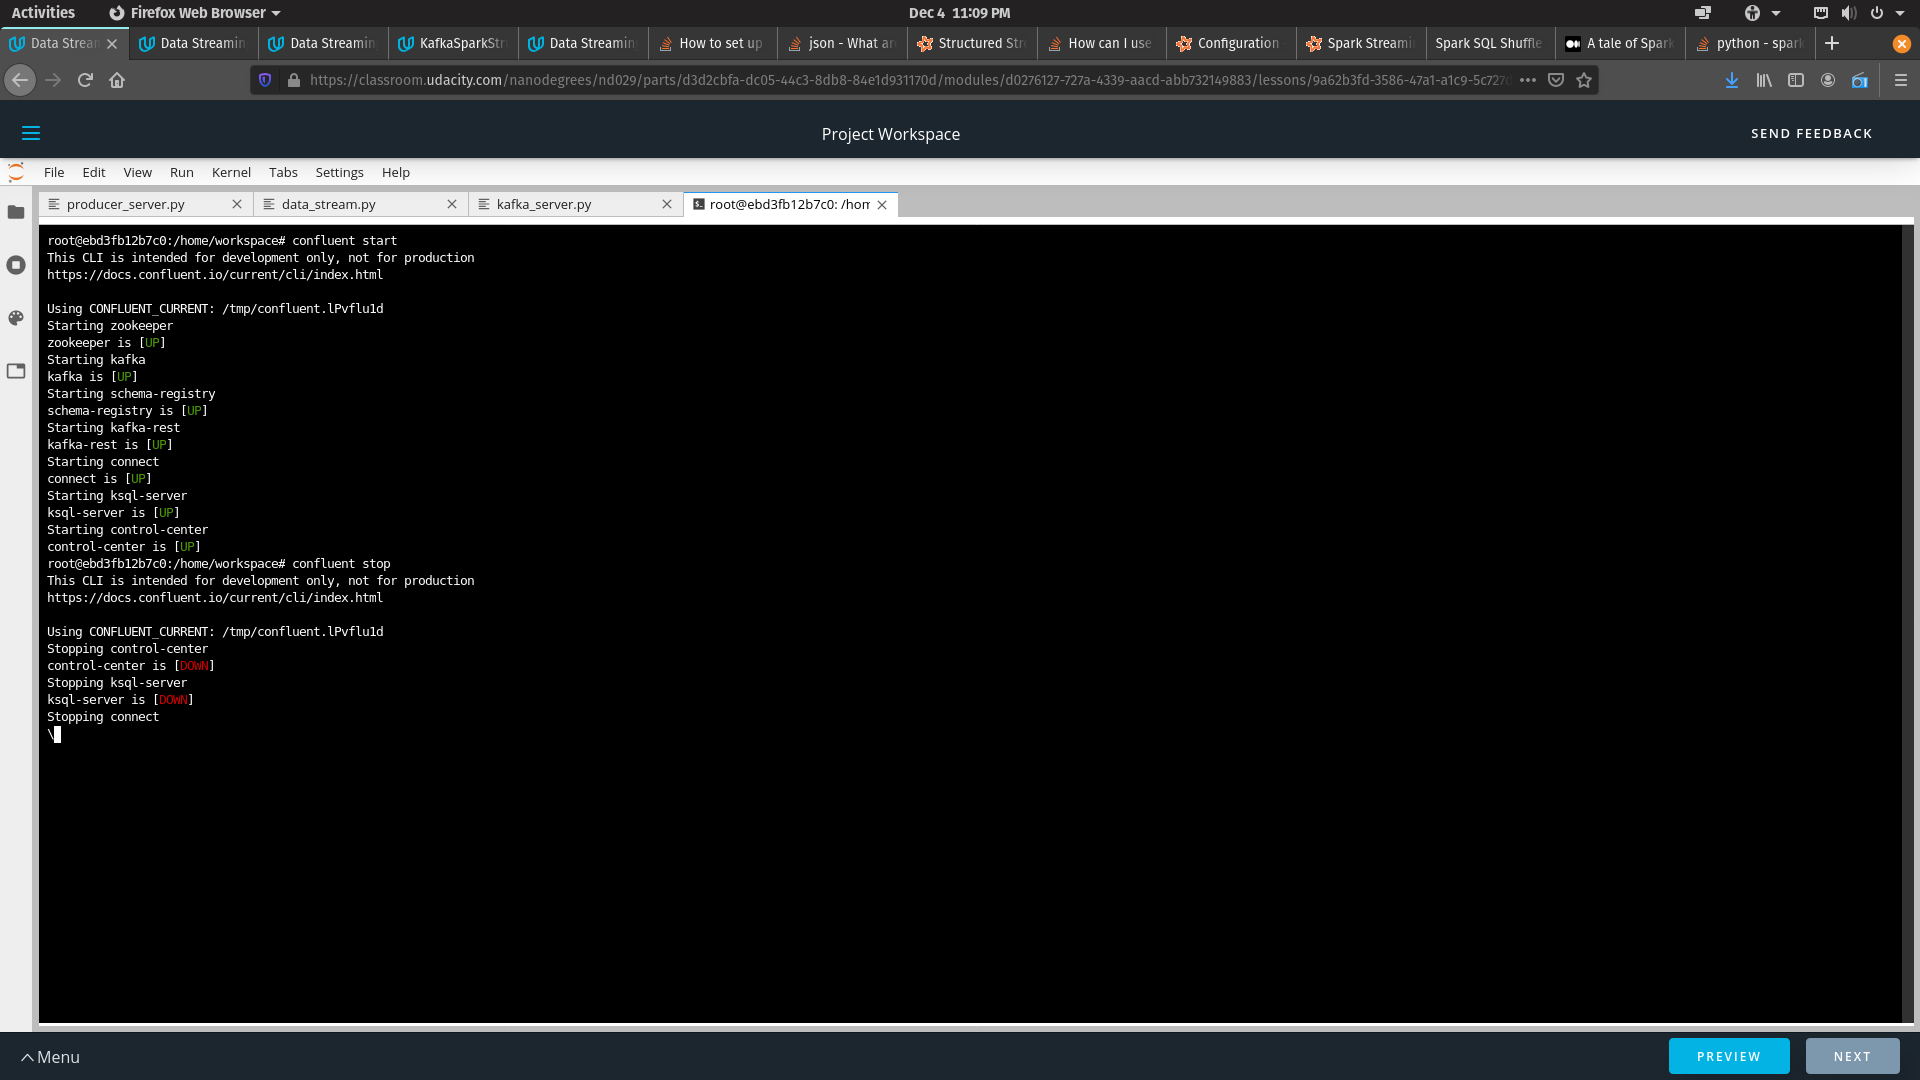 Activities
Firefox Web Browser
Dec 4 11:09 PM
Data Strean
Data Streamin
Data Streamin
KafkaSparkStr
Data Streaming
How to set up
json - What ar
Structured Str
How can I use
Configuration
Spark Streamin
Spark SQL Shuffle
A tale of Spark
python - spark
https://classroom.udacity.com/nanodegrees/nd029/parts/d3d2cbfa-dc05-44c3-8db8-84e1d931170d/modules/d0276127-727a-4339-aacd-abb732149883/lessons/9a62b3fd-3586-47a1-a1c9-5c727d
Project Workspace
SEND FEEDBACK
File Edit View Run Kernel Tabs Settings Help
producer_server.py
data_stream.py
kafka_server.py
root@ebd3fb12b7c0: /hom
root@ebd3fb12b7c0:/home/workspace# confluent start
This CLI is intended for development only, not for production
https://docs.confluent.io/current/cli/index.html
Using CONFLUENT_CURRENT: /tmp/confluent.lPvflu1d
Starting zookeeper
zookeeper is [UP]
Starting kafka
kafka is [UP]
Starting schema-registry
schema-registry is [UP]
Starting kafka-rest
kafka-rest is [UP]
Starting connect
connect is [UP]
Starting ksql-server
ksql-server is [UP]
Starting control-center
control-center is [UP]
root@ebd3fb12b7c0:/home/workspace# confluent stop
This CLI is intended for development only, not for production
https://docs.confluent.io/current/cli/index.html
Using CONFLUENT_CURRENT: /tmp/confluent.lPvflu1d
Stopping control-center
control-center is [DOWN]
Stopping ksql-server
ksql-server is [DOWN]
Stopping connect
\
Menu
PREVIEW
NEXT